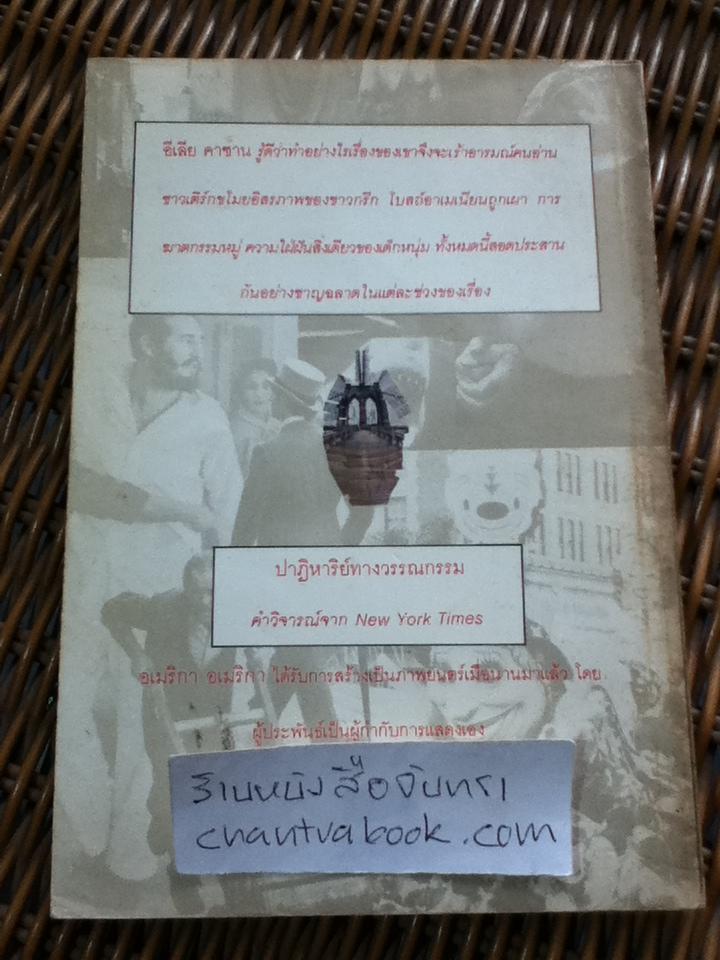 อีเลีย คาซาน รู้ดีว่าทำอย่างไรเรื่องของเขาจึงจะเร้าอารมณ์คนอ่าน
ชาวเติร์กขโมยอิสรภาพของชาวกรีก โบสถ์อาเมเนียนถูกเผา การ
ฆาตกรรมหมู่ ความใฝ่ฝันสิ่งเดียวของเด็กหนุ่ม ทั้งหมดนี้สอดประสาน
กันอย่างชาญฉลาดในแต่ละช่วงของเรื่อง
ปาฏิหาริย์ทางวรรณกรรม
คำวิจารณ์จาก New York Times
อเมริกา อเมริกา ได้รับการสร้างเป็นภาพยนตร์เมื่อนานมาแล้ว โดย
ผู้ประพันธ์เป็นผู้กำกับการแสดงเอง
ร้านหนังสือจันทรา
chantrabook.com